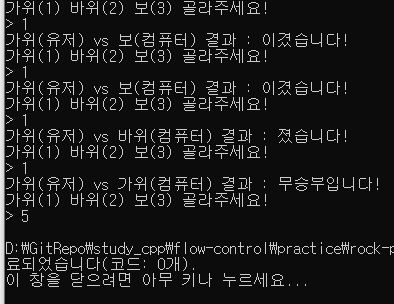 가위(1) 바위(2) 보(3) 골라주세요!
> 1
가위(유저) vs 보(컴퓨터) 결과 : 이겼습니다!
가위(1) 바위(2) 보(3) 골라주세요!
> 1
가위(유저) vs 보(컴퓨터) 결과 : 이겼습니다!
가위(1) 바위(2) 보(3) 골라주세요!
> 1
가위(유저) vs 바위(컴퓨터) 결과 : 졌습니다!
가위(1) 바위(2) 보(3) 골라주세요!
> 1
가위(유저) vs 가위(컴퓨터) 결과 : 무승부입니다!
가위(1) 바위(2) 보(3) 골라주세요!
> 5
D:₩GitRepo₩study_cpp₩flow-control₩practice₩rock-p
료되었습니다(코드: 0개).
이 창을 닫으려면 아무 키나 누르세요...